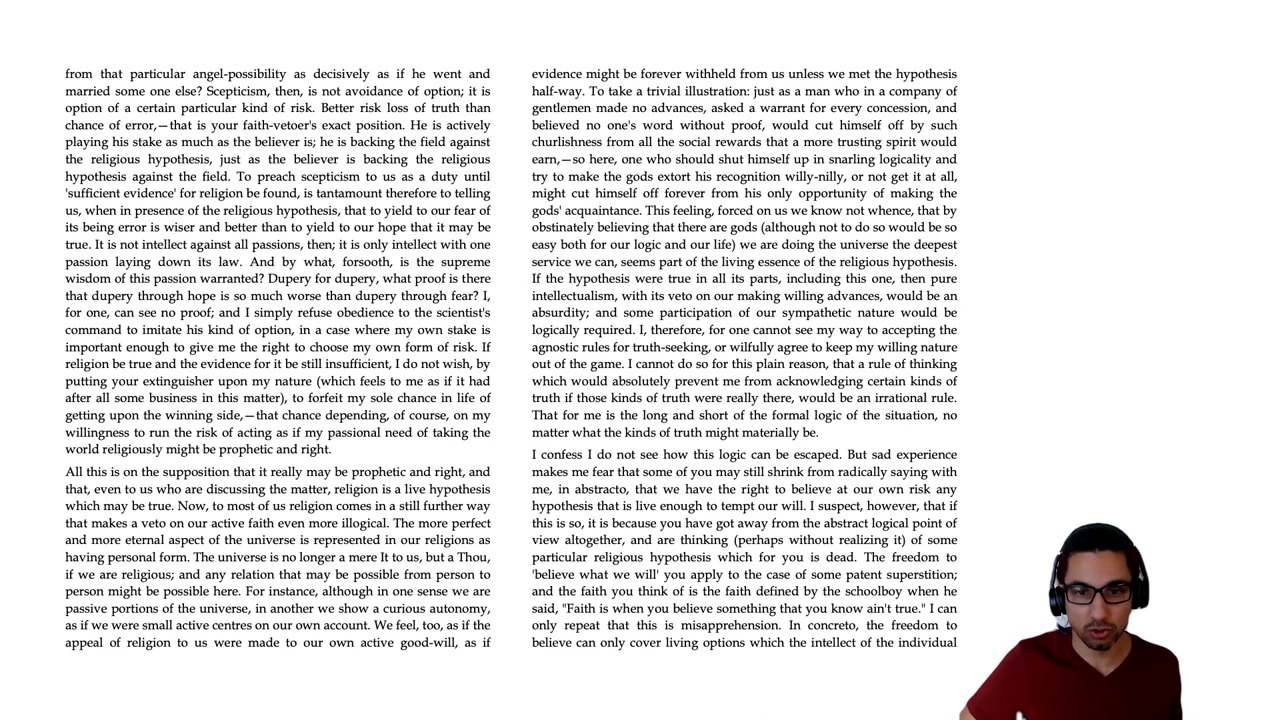 from that particular angel-possibility as decisively as if he went and
married some one else? Scepticism, then, is not avoidance of option; it is
option of a certain particular kind of risk. Better risk loss of truth than
chance of error,—that is your faith-vetoer's exact position. He is actively
playing his stake as much as the believer is; he is backing the field against
the religious hypothesis, just as the believer is backing the religious
hypothesis against the field. To preach scepticism to us as a duty until
'sufficient evidence' for religion be found, is tantamount therefore to telling
us, when in presence of the religious hypothesis, that to yield to our fear of
its being error is wiser and better than to yield to our hope that it may be
true. It is not intellect against all passions, then; it is only intellect with one
passion laying down its law. And by what, forsooth, is the supreme
wisdom of this passion warranted? Dupery for dupery, what proof is there
that dupery through hope is so much worse than dupery through fear? I,
for one, can see no proof; and I simply refuse obedience to the scientist's
command to imitate his kind of option, in a case where my own stake is
important enough to give me the right to choose my own form of risk. If
religion be true and the evidence for it be still insufficient, I do not wish, by
putting your extinguisher upon my nature (which feels to me as if it had
after all some business in this matter), to forfeit my sole chance in life of
getting upon the winning side,—that chance depending, of course, on my
willingness to run the risk of acting as if my passional need of taking the
world religiously might be prophetic and right.
All this is on the supposition that it really may be prophetic and right, and
that, even to us who are discussing the matter, religion is a live hypothesis
which may be true. Now, to most of us religion comes in a still further way
that makes a veto on our active faith even more illogical. The more perfect
and more eternal aspect of the universe is represented in our religions as
having personal form. The universe is no longer a mere It to us, but a Thou,
if we are religious; and any relation that may be possible from person to
person might be possible here. For instance, although in one sense we are
passive portions of the universe, in another we show a curious autonomy,
as if we were small active centres on our own account. We feel, too, as if the
appeal of religion to us were made to our own active good-will, as if
evidence might be forever withheld from us unless we met the hypothesis
half-way. To take a trivial illustration: just as a man who in a company of
gentlemen made no advances, asked a warrant for every concession, and
believed no one's word without proof, would cut himself off by such
churlishness from all the social rewards that a more trusting spirit would
earn,—so here, one who should shut himself up in snarling logicality and
try to make the gods extort his recognition willy-nilly, or not get it at all,
might cut himself off forever from his only opportunity of making the
gods' acquaintance. This feeling, forced on us we know not whence, that by
obstinately believing that there are gods (although not to do so would be so
easy both for our logic and our life) we are doing the universe the deepest
service we can, seems part of the living essence of the religious hypothesis.
If the hypothesis were true in all its parts, including this one, then pure
intellectualism, with its veto on our making willing advances, would be an
absurdity; and some participation of our sympathetic nature would be
logically required. I, therefore, for one cannot see my way to accepting the
agnostic rules for truth-seeking, or wilfully agree to keep my willing nature
out of the game. I cannot do so for this plain reason, that a rule of thinking
which would absolutely prevent me from acknowledging certain kinds of
truth if those kinds of truth were really there, would be an irrational rule.
That for me is the long and short of the formal logic of the situation, no
matter what the kinds of truth might materially be.
I confess I do not see how this logic can be escaped. But sad experience
makes me fear that some of you may still shrink from radically saying with
me, in abstracto, that we have the right to believe at our own risk any
hypothesis that is live enough to tempt our will. I suspect, however, that if
this is so, it is because you have got away from the abstract logical point of
view altogether, and are thinking (perhaps without realizing it) of some
particular religious hypothesis which for you is dead. The freedom to
'believe what we will' you apply to the case of some patent superstition;
and the faith you think of is the faith defined by the schoolboy when he
said, "Faith is when you believe something that you know ain't true." I can
only repeat that this is misapprehension. In concreto, the freedom to
believe can only cover living options which the intellect of the individual